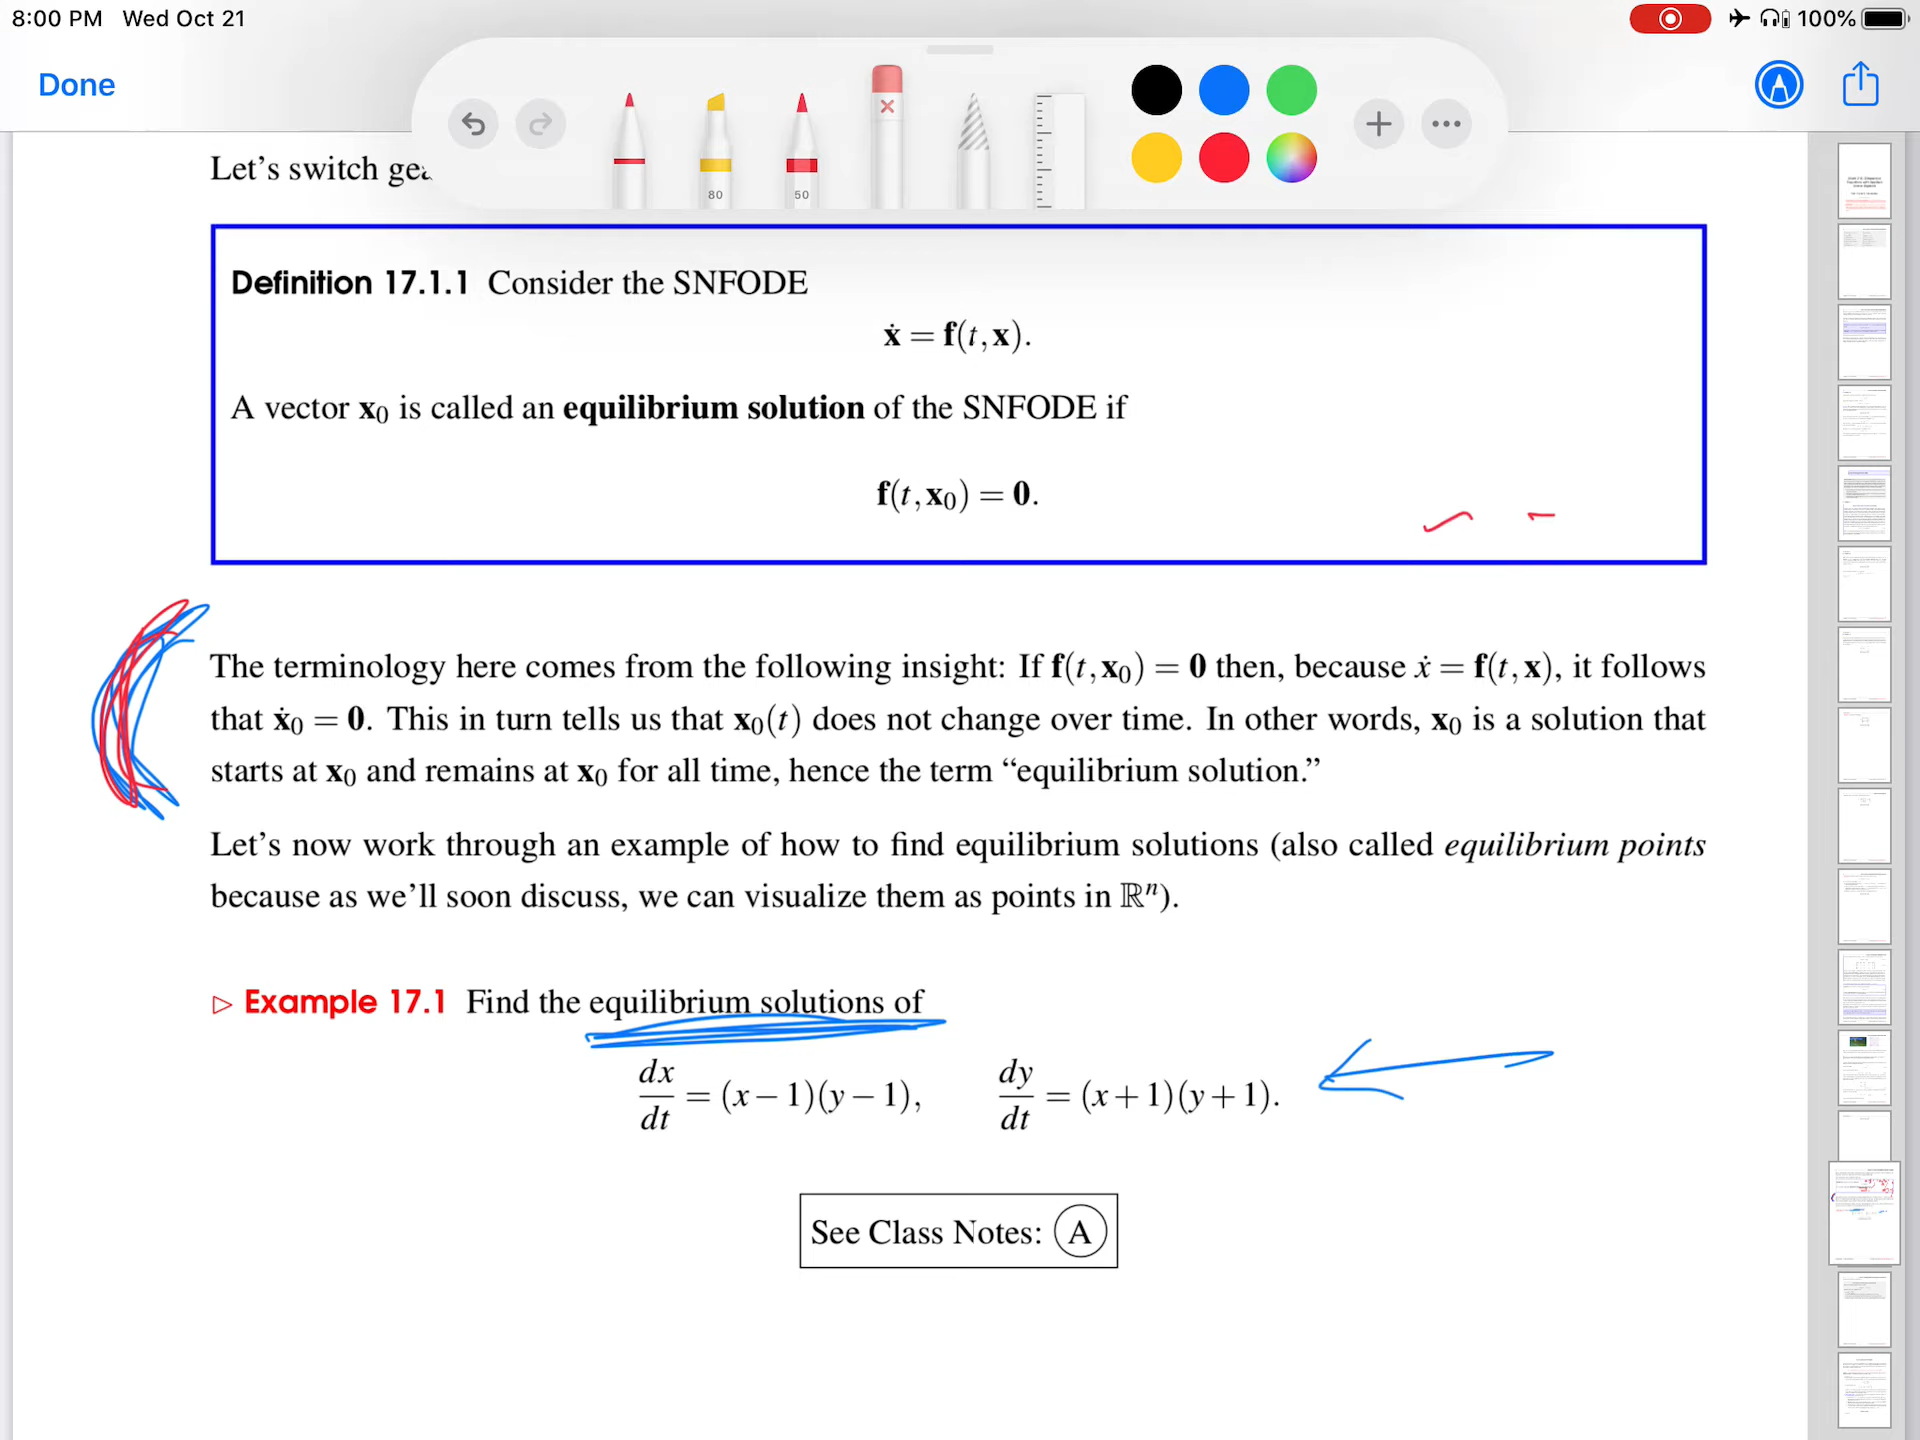 8:00 PM Wed Oct 21
100%
Done
80
50
Let’s switch
Definition 17.1.1 Consider the SNFODE
ẋ = f(t, x).
A vector x₀ is called an equilibrium solution of the SNFODE if
f(t, x₀) = 0.
The terminology here comes from the following insight: If f(t, x₀) = 0 then, because ẋ = f(t, x), it follows
that ẋ₀ = 0. This in turn tells us that x₀(t) does not change over time. In other words, x₀ is a solution that
starts at x₀ and remains at x₀ for all time, hence the term “equilibrium solution.”
Let’s now work through an example of how to find equilibrium solutions (also called equilibrium points
because as we’ll soon discuss, we can visualize them as points in ℝⁿ).
▷ Example 17.1 Find the equilibrium solutions of
dx/dt = (x − 1)(y − 1), dy/dt = (x + 1)(y + 1).
See Class Notes: A